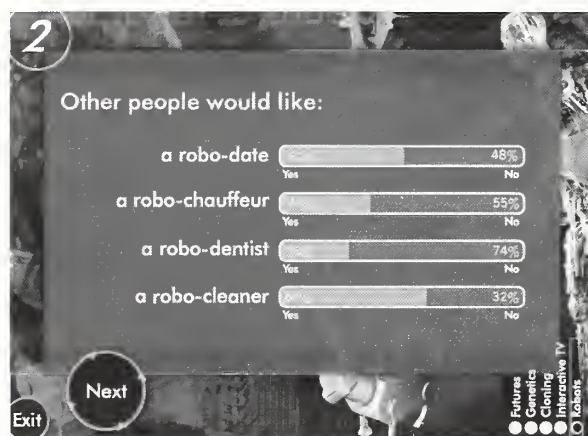 2
Other people would like:
a robo-date
48%
Yes No
a robo-chauffeur
55%
Yes No
a robo-dentist
74%
Yes No
a robo-cleaner
32%
Yes No
Next
Exit
Futures
Genetics
Cloning
Interactive TV
Robots